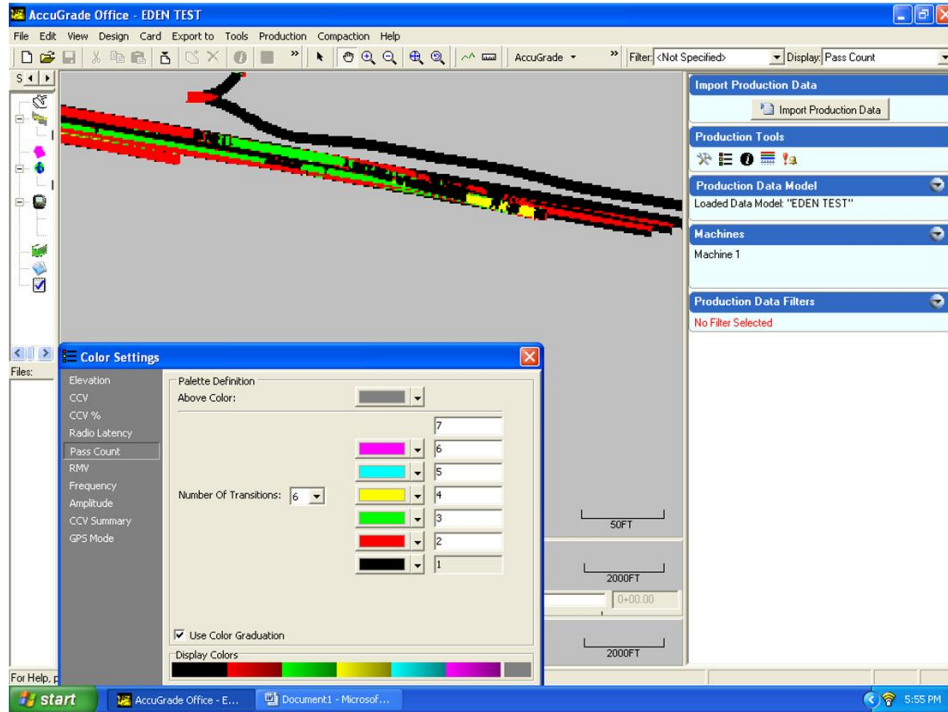 AccuGrade Office - EDEN TEST
File Edit View Design Card Export to Tools Production Compaction Help
AccuGrade » Filter: <Not Specified> Display: Pass Count
S
Import Production Data
Import Production Data
Production Tools
Production Data Model
Loaded Data Model: "EDEN TEST"
Machines
Machine 1
Production Data Filters
No Filter Selected
Files:
Color Settings
Elevation
CCV
CCV %
Radio Latency
Pass Count
RMV
Frequency
Amplitude
CCV Summary
GPS Mode
Palette Definition
Above Color:
7
6
5
Number Of Transitions: 6
4
3
2
1
Use Color Graduation
Display Colors
50FT
2000FT
0+00.00
2000FT
For Help, p
start AccuGrade Office - E... Document1 - Microsof... 5:55 PM